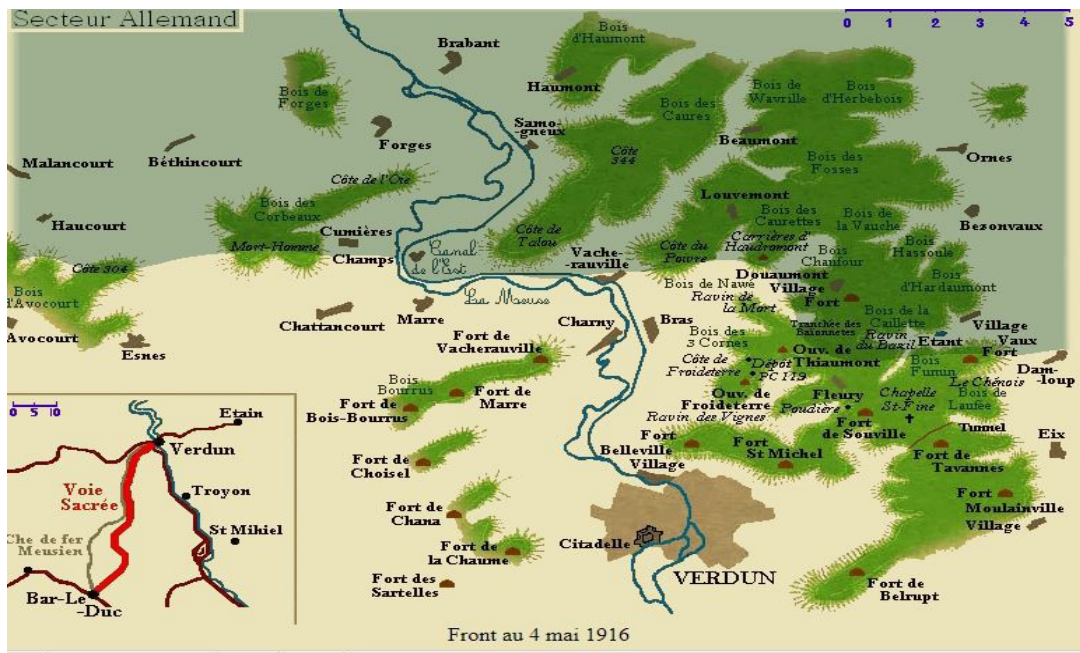 Secteur Allemand
0 1 2 3 4 5
Brabant
Bois
d'Haumont
Haumont
Bois de
Forges
Bois de
Wavrille
Bois
d'Herbebois
Bois des
Caures
Samo-
-gneux
Forges
Malancourt
Béthincourt
Beaumont
Côte
344
Bois des
Fosses
Ornes
Côte de l'Oie
Louvemont
Haucourt
Bois des
Corbeaux
Cumières
Mort-Homme
Champs
Canal
de l'Est
Côte de
Talou
Vache-
rauville
Côte du
Poivre
Bois des
Caurettes
Carrières d'
Haudromont
Bois de
la Vauche
Bezonvaux
Bois
Hassoule
Bois
Chaufour
Côte 304
Bois
d'Avocourt
Avocourt
Esnes
La Meuse
Douaumont
Village
Fort
Bois de Nawé
Ravin de
la Mort
Bois
d'Hardaumont
Chattancourt
Marre
Charny
Bras
Bois des
3 Cornes
Tranchée des
Baionnettes
Bois de la
Caillette
Ravin
du Bazil
Etant
Village
Vaux
Fort
Fort de
Vacherauville
Côte de
Froideterre
Dépôt
PC 119
Ouv. de
Thiaumont
Bois
Fumin
Dam-
-loup
Le Chênois
Bois
Bourrus
Fort de
Bois-Bourrus
Fort de
Marre
Ouv. de
Froideterre
Ravin des Vignes
Fleury
Poudière
Chapelle
St-Fine
Bois de
Laufée
Fort
de Souville
Tunnel
Eix
Fort
Belleville
Village
Fort
St Michel
Fort de
Tavannes
Fort de
Choisel
Fort
Moulainville
Village
Fort de
Chana
Fort de
la Chaume
Fort des
Sartelles
Citadelle
VERDUN
Fort de
Belrupt
0 5 10
Etain
Verdun
Voie
Sacrée
Troyon
St Mihiel
Che de fer
Meusien
Bar-Le
-Duc
Front au 4 mai 1916